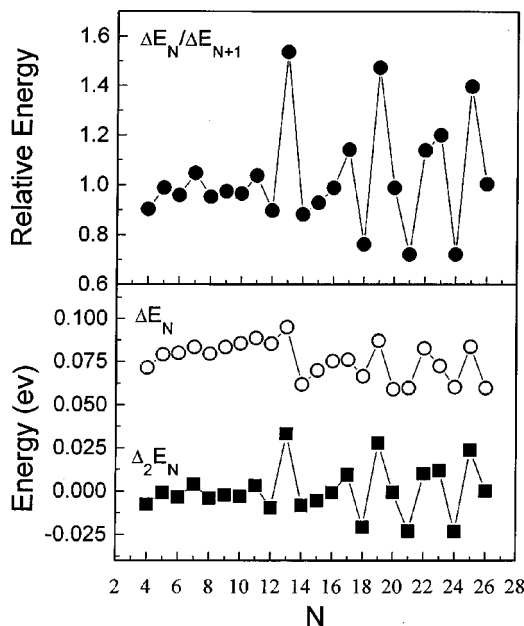 ΔE_N/ΔE_{N+1}
Relative Energy
1.6
1.4
1.2
1.0
0.8
0.6
ΔE_N
Δ_2E_N
Energy (ev)
0.100
0.075
0.050
0.025
0.000
-0.025
2 4 6 8 10 12 14 16 18 20 22 24 26 28
N